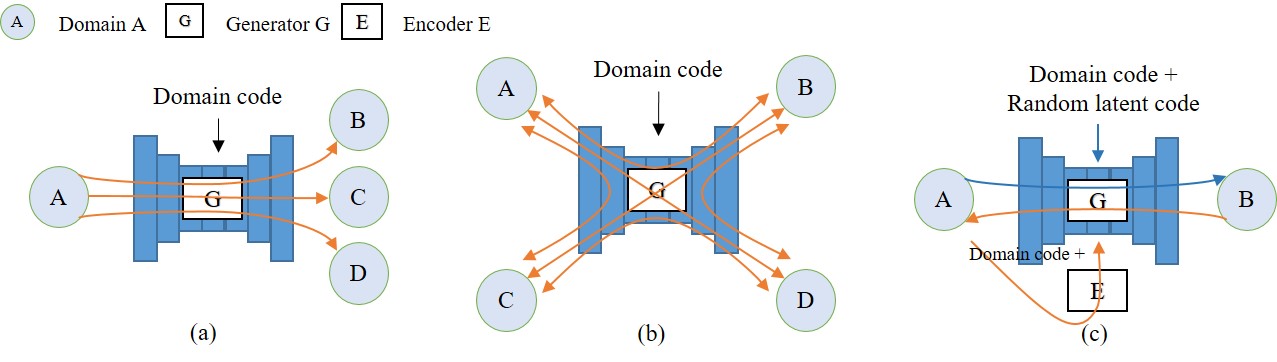 A Domain A G Generator G E Encoder E
Domain code
A
B
C
D
G
(a)
Domain code
A
B
G
C
D
(b)
Domain code +
Random latent code
A
G
B
Domain code +
E
(c)